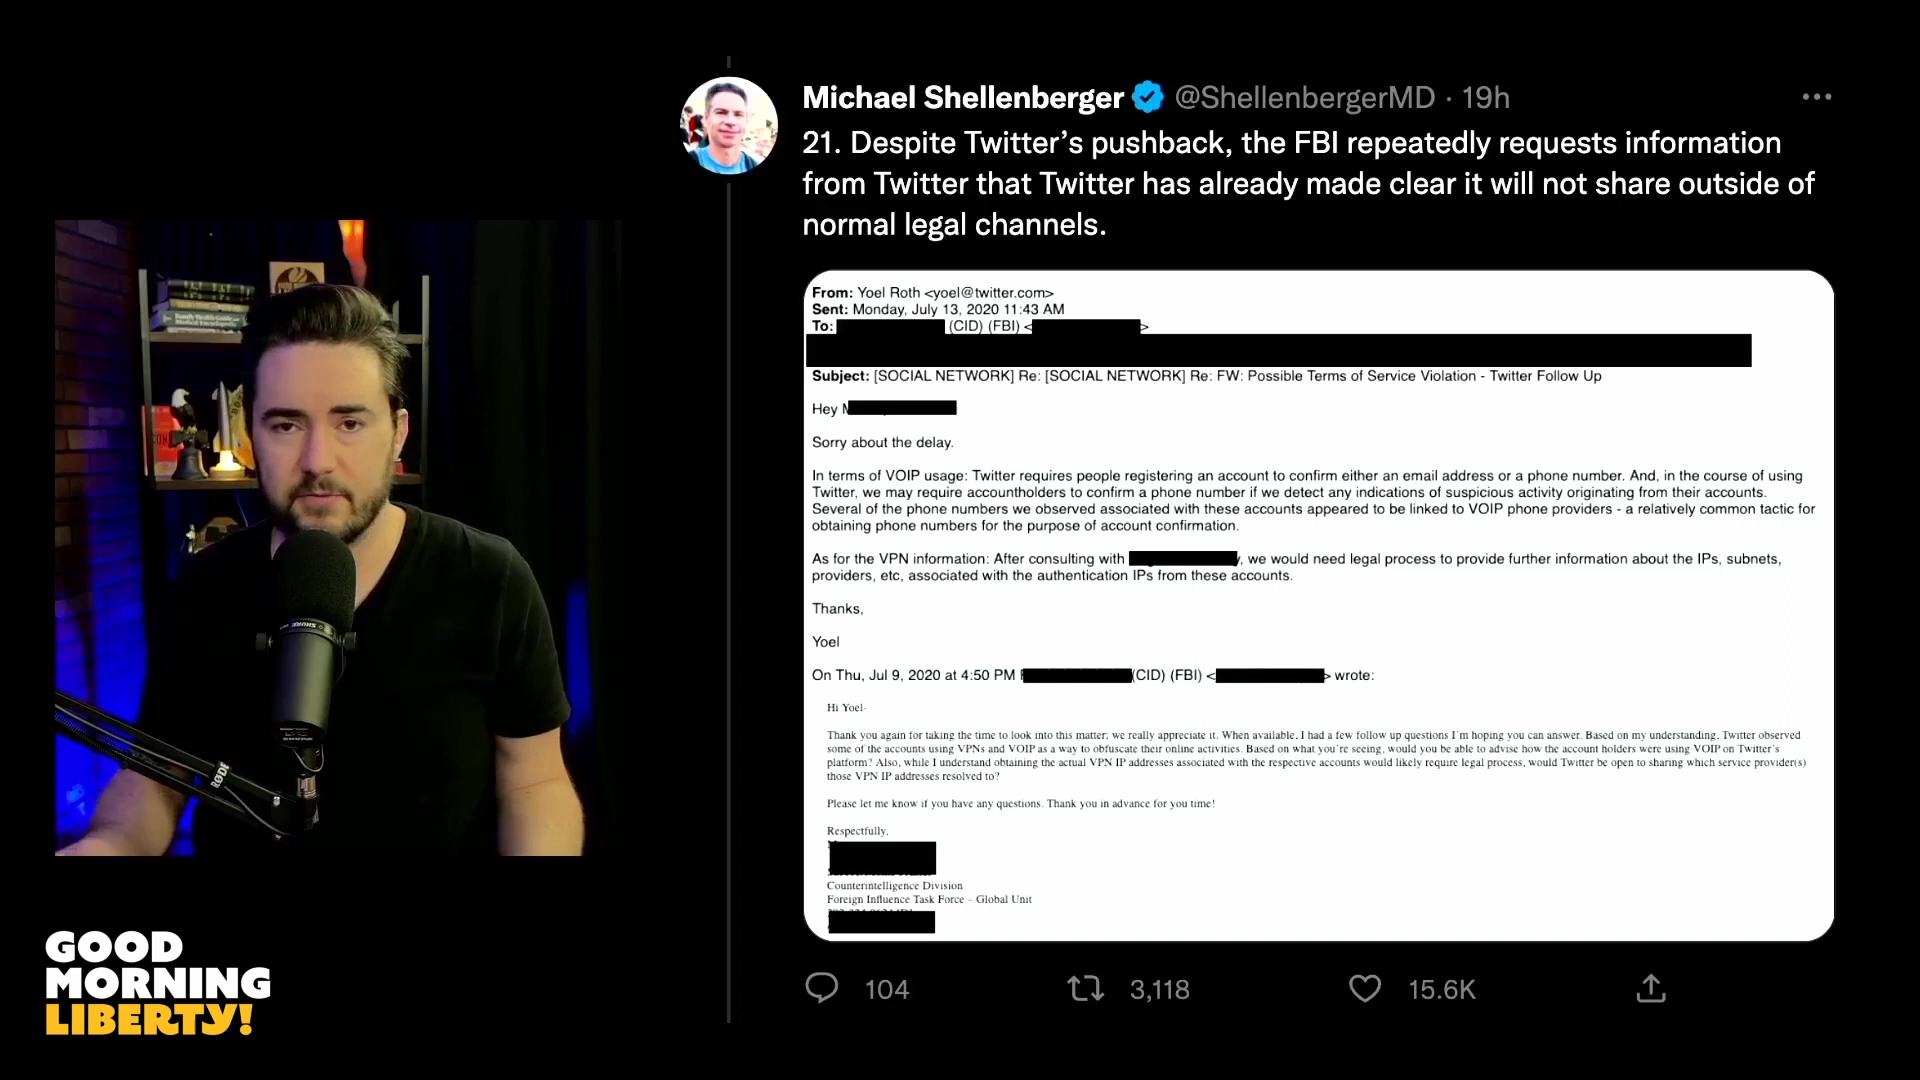 Michael Shellenberger @ShellenbergerMD · 19h
21. Despite Twitter’s pushback, the FBI repeatedly requests information
from Twitter that Twitter has already made clear it will not share outside of
normal legal channels.
From: Yoel Roth <yoel@twitter.com>
Sent: Monday, July 13, 2020 11:43 AM
To: (CID) (FBI) < >
Subject: [SOCIAL NETWORK] Re: [SOCIAL NETWORK] Re: FW: Possible Terms of Service Violation - Twitter Follow Up
Hey
Sorry about the delay.
In terms of VOIP usage: Twitter requires people registering an account to confirm either an email address or a phone number. And, in the course of using
Twitter, we may require accountholders to confirm a phone number if we detect any indications of suspicious activity originating from their accounts.
Several of the phone numbers we observed associated with these accounts appeared to be linked to VOIP phone providers - a relatively common tactic for
obtaining phone numbers for the purpose of account confirmation.
As for the VPN information: After consulting with , we would need legal process to provide further information about the IPs, subnets,
providers, etc, associated with the authentication IPs from these accounts.
Thanks,
Yoel
On Thu, Jul 9, 2020 at 4:50 PM (CID) (FBI) < > wrote:
Hi Yoel-
Thank you again for taking the time to look into this matter; we really appreciate it. When available, I had a few follow up questions I'm hoping you can answer. Based on my understanding, Twitter observed
some of the accounts using VPNs and VOIP as a way to obfuscate their online activities. Based on what you're seeing, would you be able to advise how the account holders were using VOIP on Twitter's
platform? Also, while I understand obtaining the actual VPN IP addresses associated with the respective accounts would likely require legal process, would Twitter be open to sharing which service provider(s)
those VPN IP addresses resolved to?
Please let me know if you have any questions. Thank you in advance for you time!
Respectfully,
Counterintelligence Division
Foreign Influence Task Force – Global Unit
104 3,118 15.6K
Family Health Guide
Medical Encyclopedia
SHURE
RØDE
GOOD
MORNING
LIBERTY!